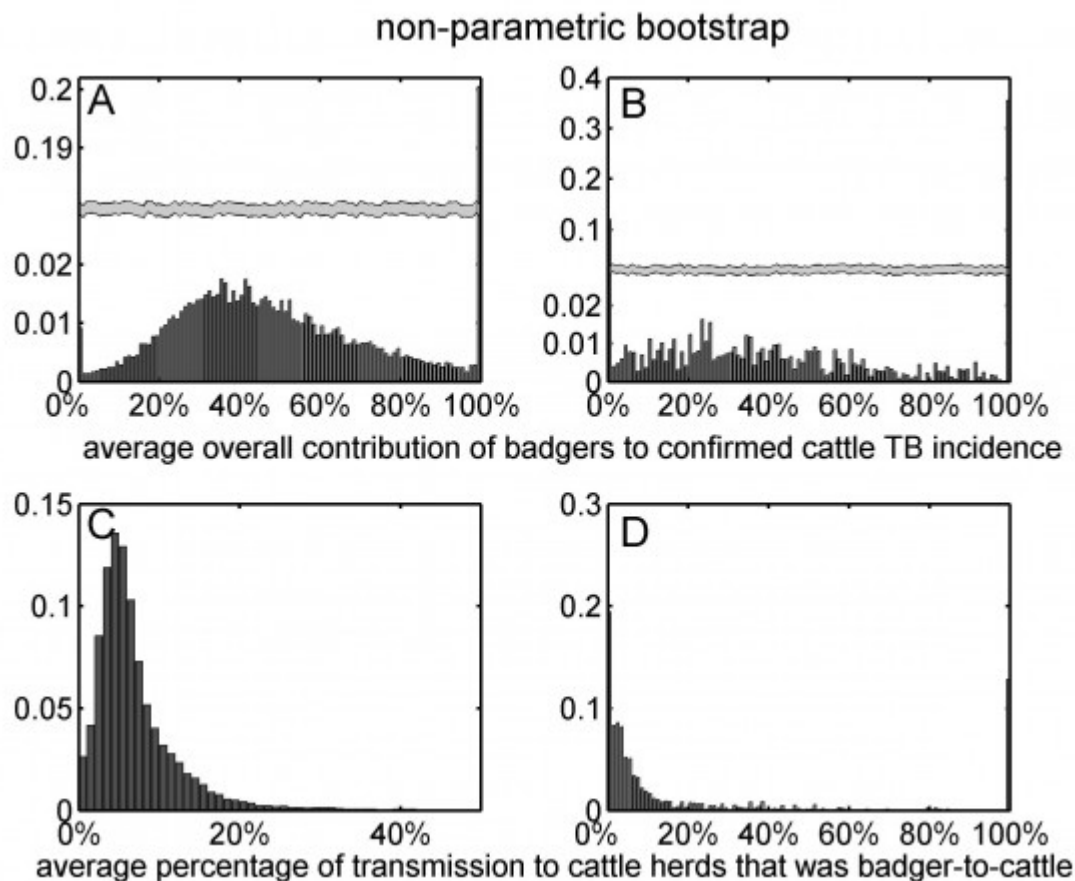 non-parametric bootstrap
A
0.2
0.19
0.02
0.01
0
0% 20% 40% 60% 80% 100%
B
0.4
0.3
0.2
0.1
0.02
0.01
0
0% 20% 40% 60% 80% 100%
average overall contribution of badgers to confirmed cattle TB incidence
C
0.15
0.1
0.05
0
0% 20% 40%
D
0.3
0.2
0.1
0
0% 20% 40% 60% 80% 100%
average percentage of transmission to cattle herds that was badger-to-cattle